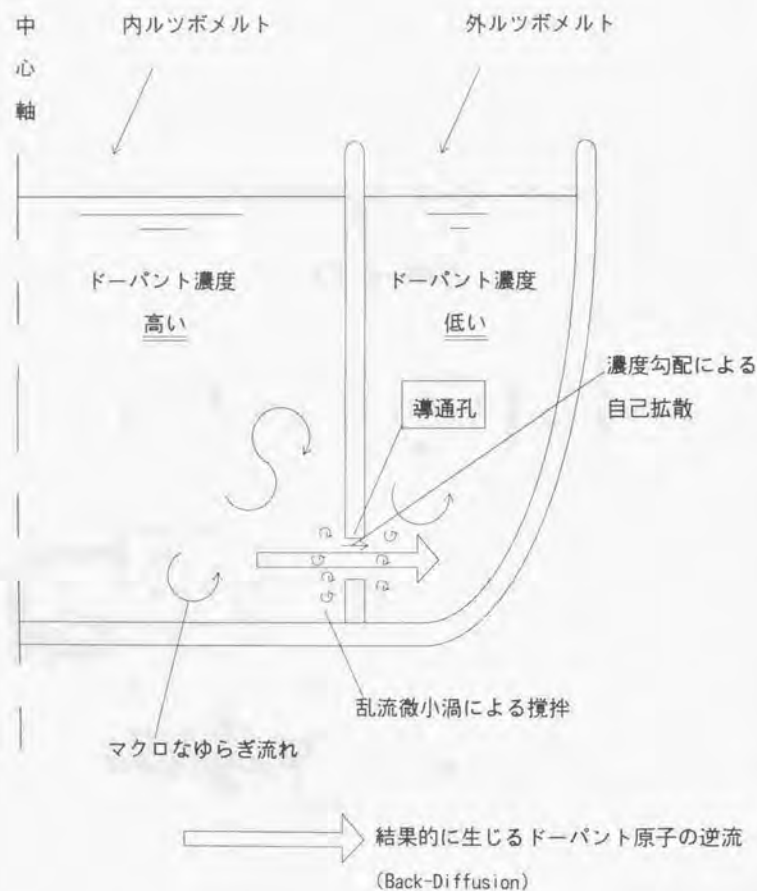 中心軸
内ルツボメルト
外ルツボメルト
ドーパント濃度
高い
ドーパント濃度
低い
濃度勾配による
自己拡散
導通孔
乱流微小渦による撹拌
マクロなゆらぎ流れ
結果的に生じるドーパント原子の逆流
(Back-Diffusion)